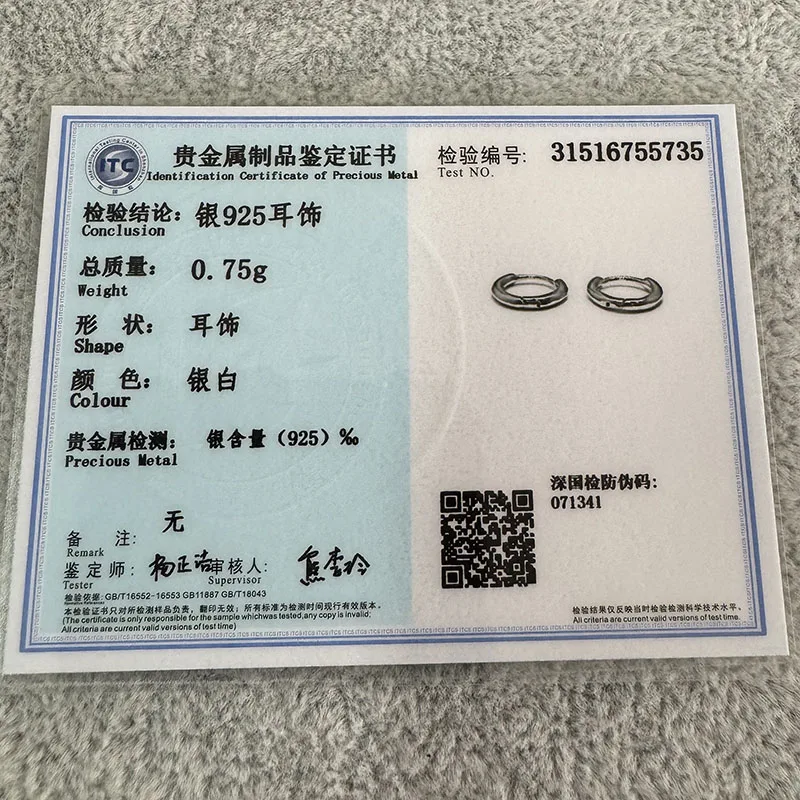 ITC
贵金属制品鉴定证书
Identification Certificate of Precious Metal
检验编号: 31516755735
Test NO.
检验结论: 银925耳饰
Conclusion
总质量: 0.75g
Weight
形 状: 耳饰
Shape
颜 色: 银白
Colour
贵金属检测: 银含量（925）‰
Precious Metal
深国检防伪码:
071341
备 注: 无
Remark
鉴定师: 杨正洁 审核人:
Tester Supervisor
检验依据: GB/T16552-16553 GB11887 GB/T18043
本检验证书只对所检测样品负责，翻印无效；所有标准为检测时间现行有效版本。
(The certificate is only responsible for the sample whichwas tested,any copy is invalid;
All criteria are current valid versions of test time)
检验结果仅反映当时检验检测科学技术水平。
All criteria are current valid versions of test time)